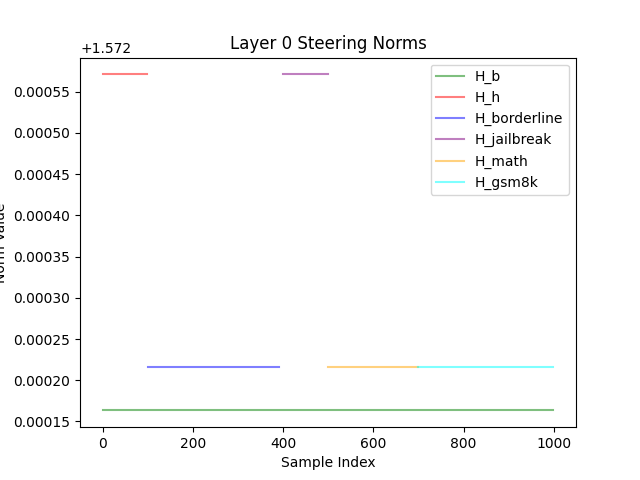 Layer 0 Steering Norms
+1.572
0.00055
0.00050
0.00045
0.00040
0.00035
0.00030
0.00025
0.00020
0.00015
H_b
H_h
H_borderline
H_jailbreak
H_math
H_gsm8k
0 200 400 600 800 1000
Sample Index